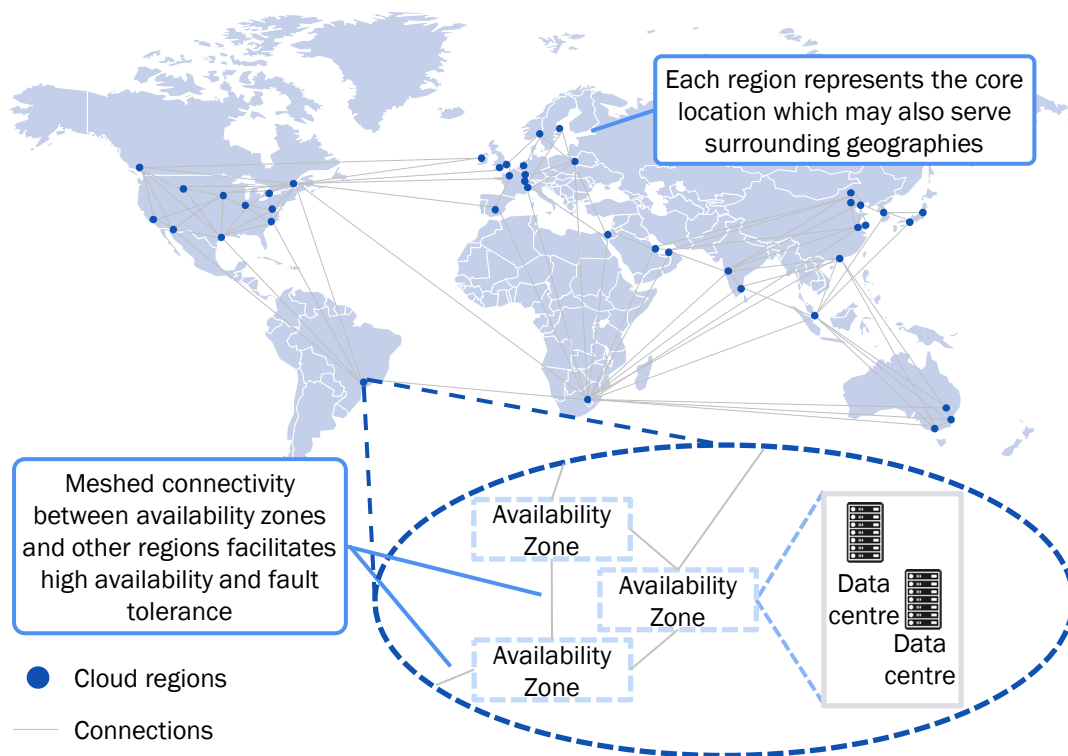 Each region represents the core
location which may also serve
surrounding geographies
Meshed connectivity
between availability zones
and other regions facilitates
high availability and fault
tolerance
Availability
Zone
Availability
Zone
Availability
Zone
Data
centre
Data
centre
Cloud regions
Connections